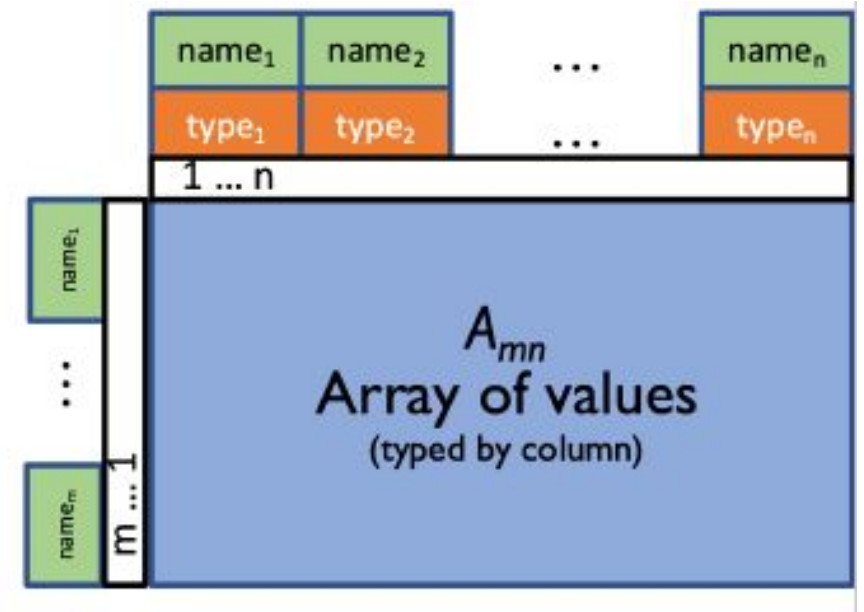 name₁ name₂ ... nameₙ
type₁ type₂ ... typeₙ
1 ... n
name₁
...
nameₘ
m ... 1
Aₘₙ
Array of values
(typed by column)